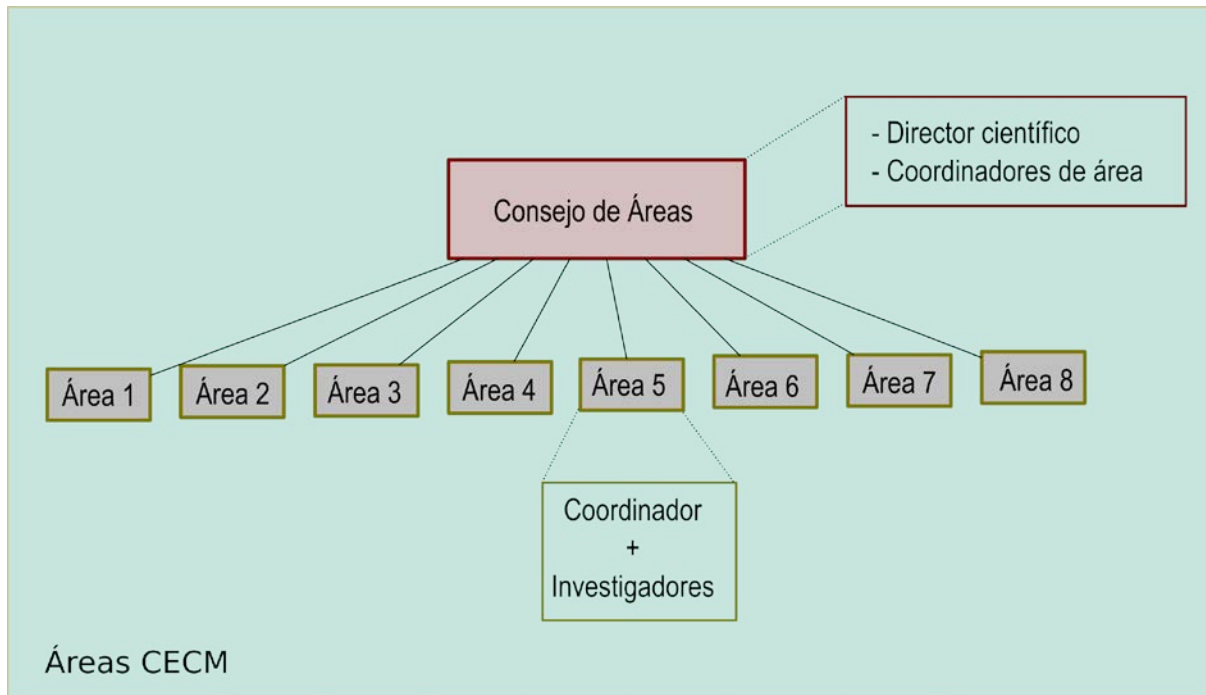 - Director científico
- Coordinadores de área
Consejo de Áreas
Área 1
Área 2
Área 3
Área 4
Área 5
Área 6
Área 7
Área 8
Coordinador
+
Investigadores
Áreas CECM